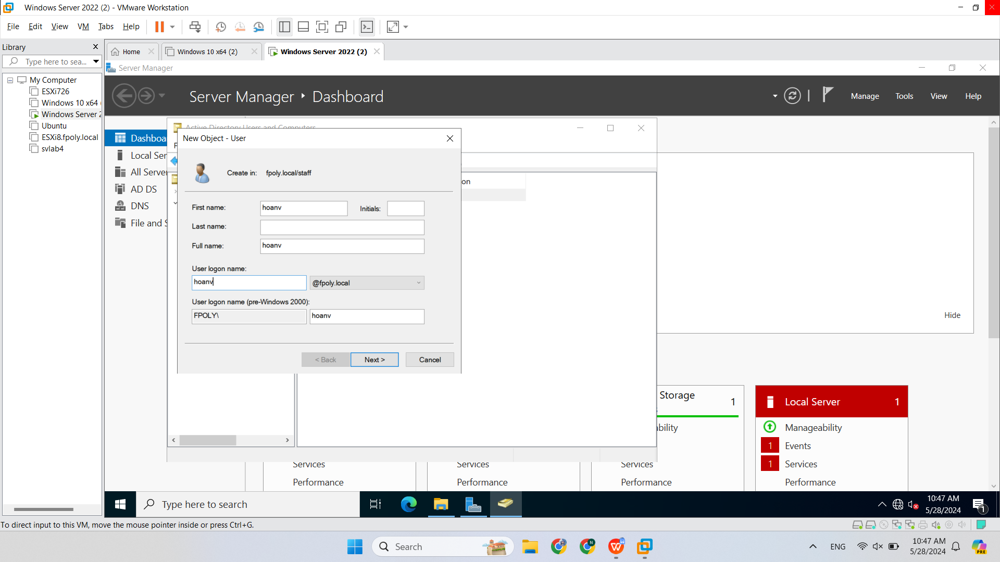 Windows Server 2022 (2) - VMware Workstation
File Edit View VM Tabs Help
Library
Type here to sea...
My Computer
ESXi726
Windows 10 x64
Windows Server 2
Ubuntu
ESXi8.fpoly.local
svlab4
Home
Windows 10 x64 (2)
Windows Server 2022 (2)
Server Manager
Server Manager Dashboard
Manage Tools View Help
Dashboa
Local Ser
All Server
AD DS
DNS
File and S
Active Directory Users and Computers
F
on
New Object - User
Create in: fpoly.local/staff
First name: hoanv Initials:
Last name:
Full name: hoanv
User logon name:
hoanv @fpoly.local
User logon name (pre-Windows 2000):
FPOLY\ hoanv
< Back Next > Cancel
Hide
Storage 1
ability
Services
Performance
Services
Performance
Services
Performance
Local Server 1
Manageability
1 Events
1 Services
Performance
Type here to search
10:47 AM
5/28/2024
1
To direct input to this VM, move the mouse pointer inside or press Ctrl+G.
Search
N
W
PRE
ENG
10:47 AM
5/28/2024